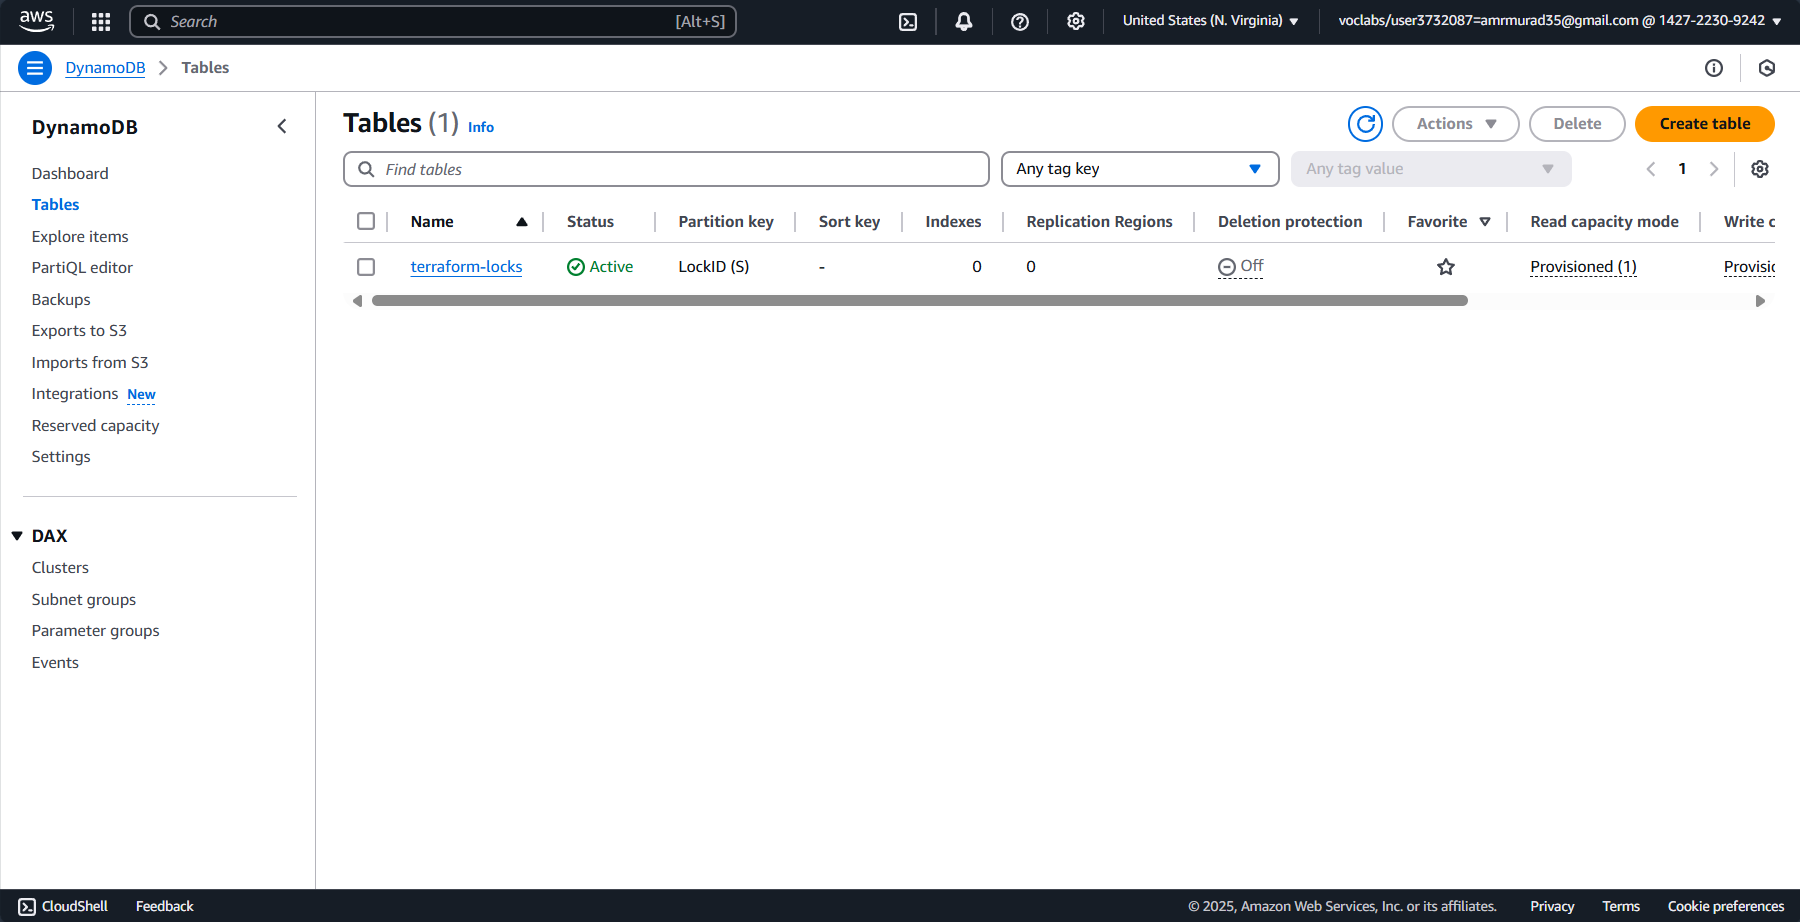 aws Search [Alt+S] United States (N. Virginia) voclabs/user3732087=amrmurad35@gmail.com @ 1427-2230-9242
DynamoDB Tables
DynamoDB
Dashboard
Tables
Explore items
PartiQL editor
Backups
Exports to S3
Imports from S3
Integrations New
Reserved capacity
Settings
DAX
Clusters
Subnet groups
Parameter groups
Events
Tables (1) Info
Actions Delete Create table
Find tables Any tag key Any tag value 1
Name Status Partition key Sort key Indexes Replication Regions Deletion protection Favorite Read capacity mode Write c
terraform-locks Active LockID (S) - 0 0 Off Provisioned (1) Provisio
CloudShell Feedback © 2025, Amazon Web Services, Inc. or its affiliates. Privacy Terms Cookie preferences